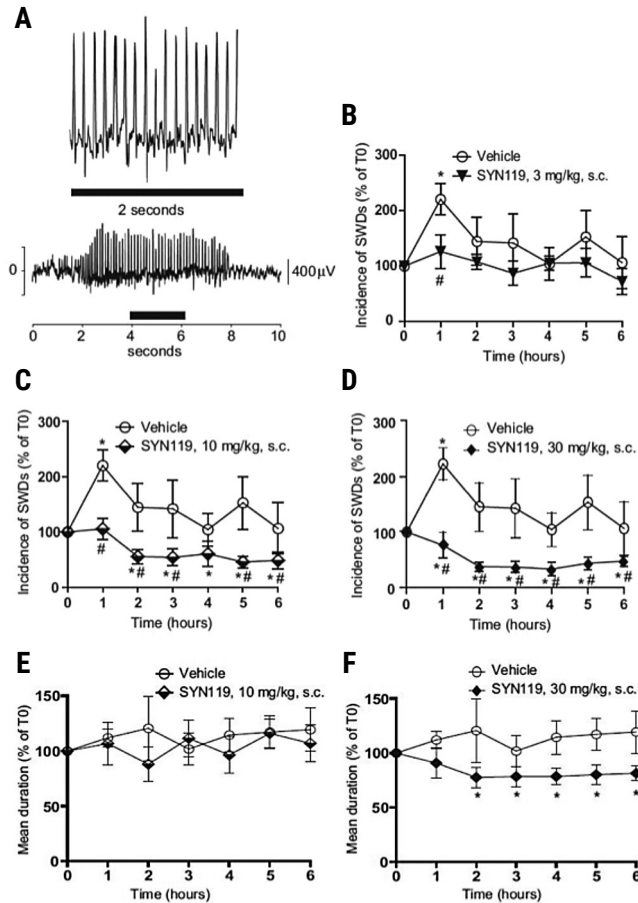 A
2 seconds
0
400μV
0 2 4 6 8 10
seconds
B
Incidence of SWDs (% of T0)
300
200
100
0
Vehicle
SYN119, 3 mg/kg, s.c.
*
#
0 1 2 3 4 5 6
Time (hours)
C
Incidence of SWDs (% of T0)
300
200
100
0
Vehicle
SYN119, 10 mg/kg, s.c.
*
#
*# *# * *# *#
0 1 2 3 4 5 6
Time (hours)
D
Incidence of SWDs (% of T0)
300
200
100
0
Vehicle
SYN119, 30 mg/kg, s.c.
*
*# *# *# *# *# *#
0 1 2 3 4 5 6
Time (hours)
E
Mean duration (% of T0)
150
100
50
0
Vehicle
SYN119, 10 mg/kg, s.c.
0 1 2 3 4 5 6
Time (hours)
F
Mean duration (% of T0)
150
100
50
0
Vehicle
SYN119, 30 mg/kg, s.c.
* * * * *
0 1 2 3 4 5 6
Time (hours)